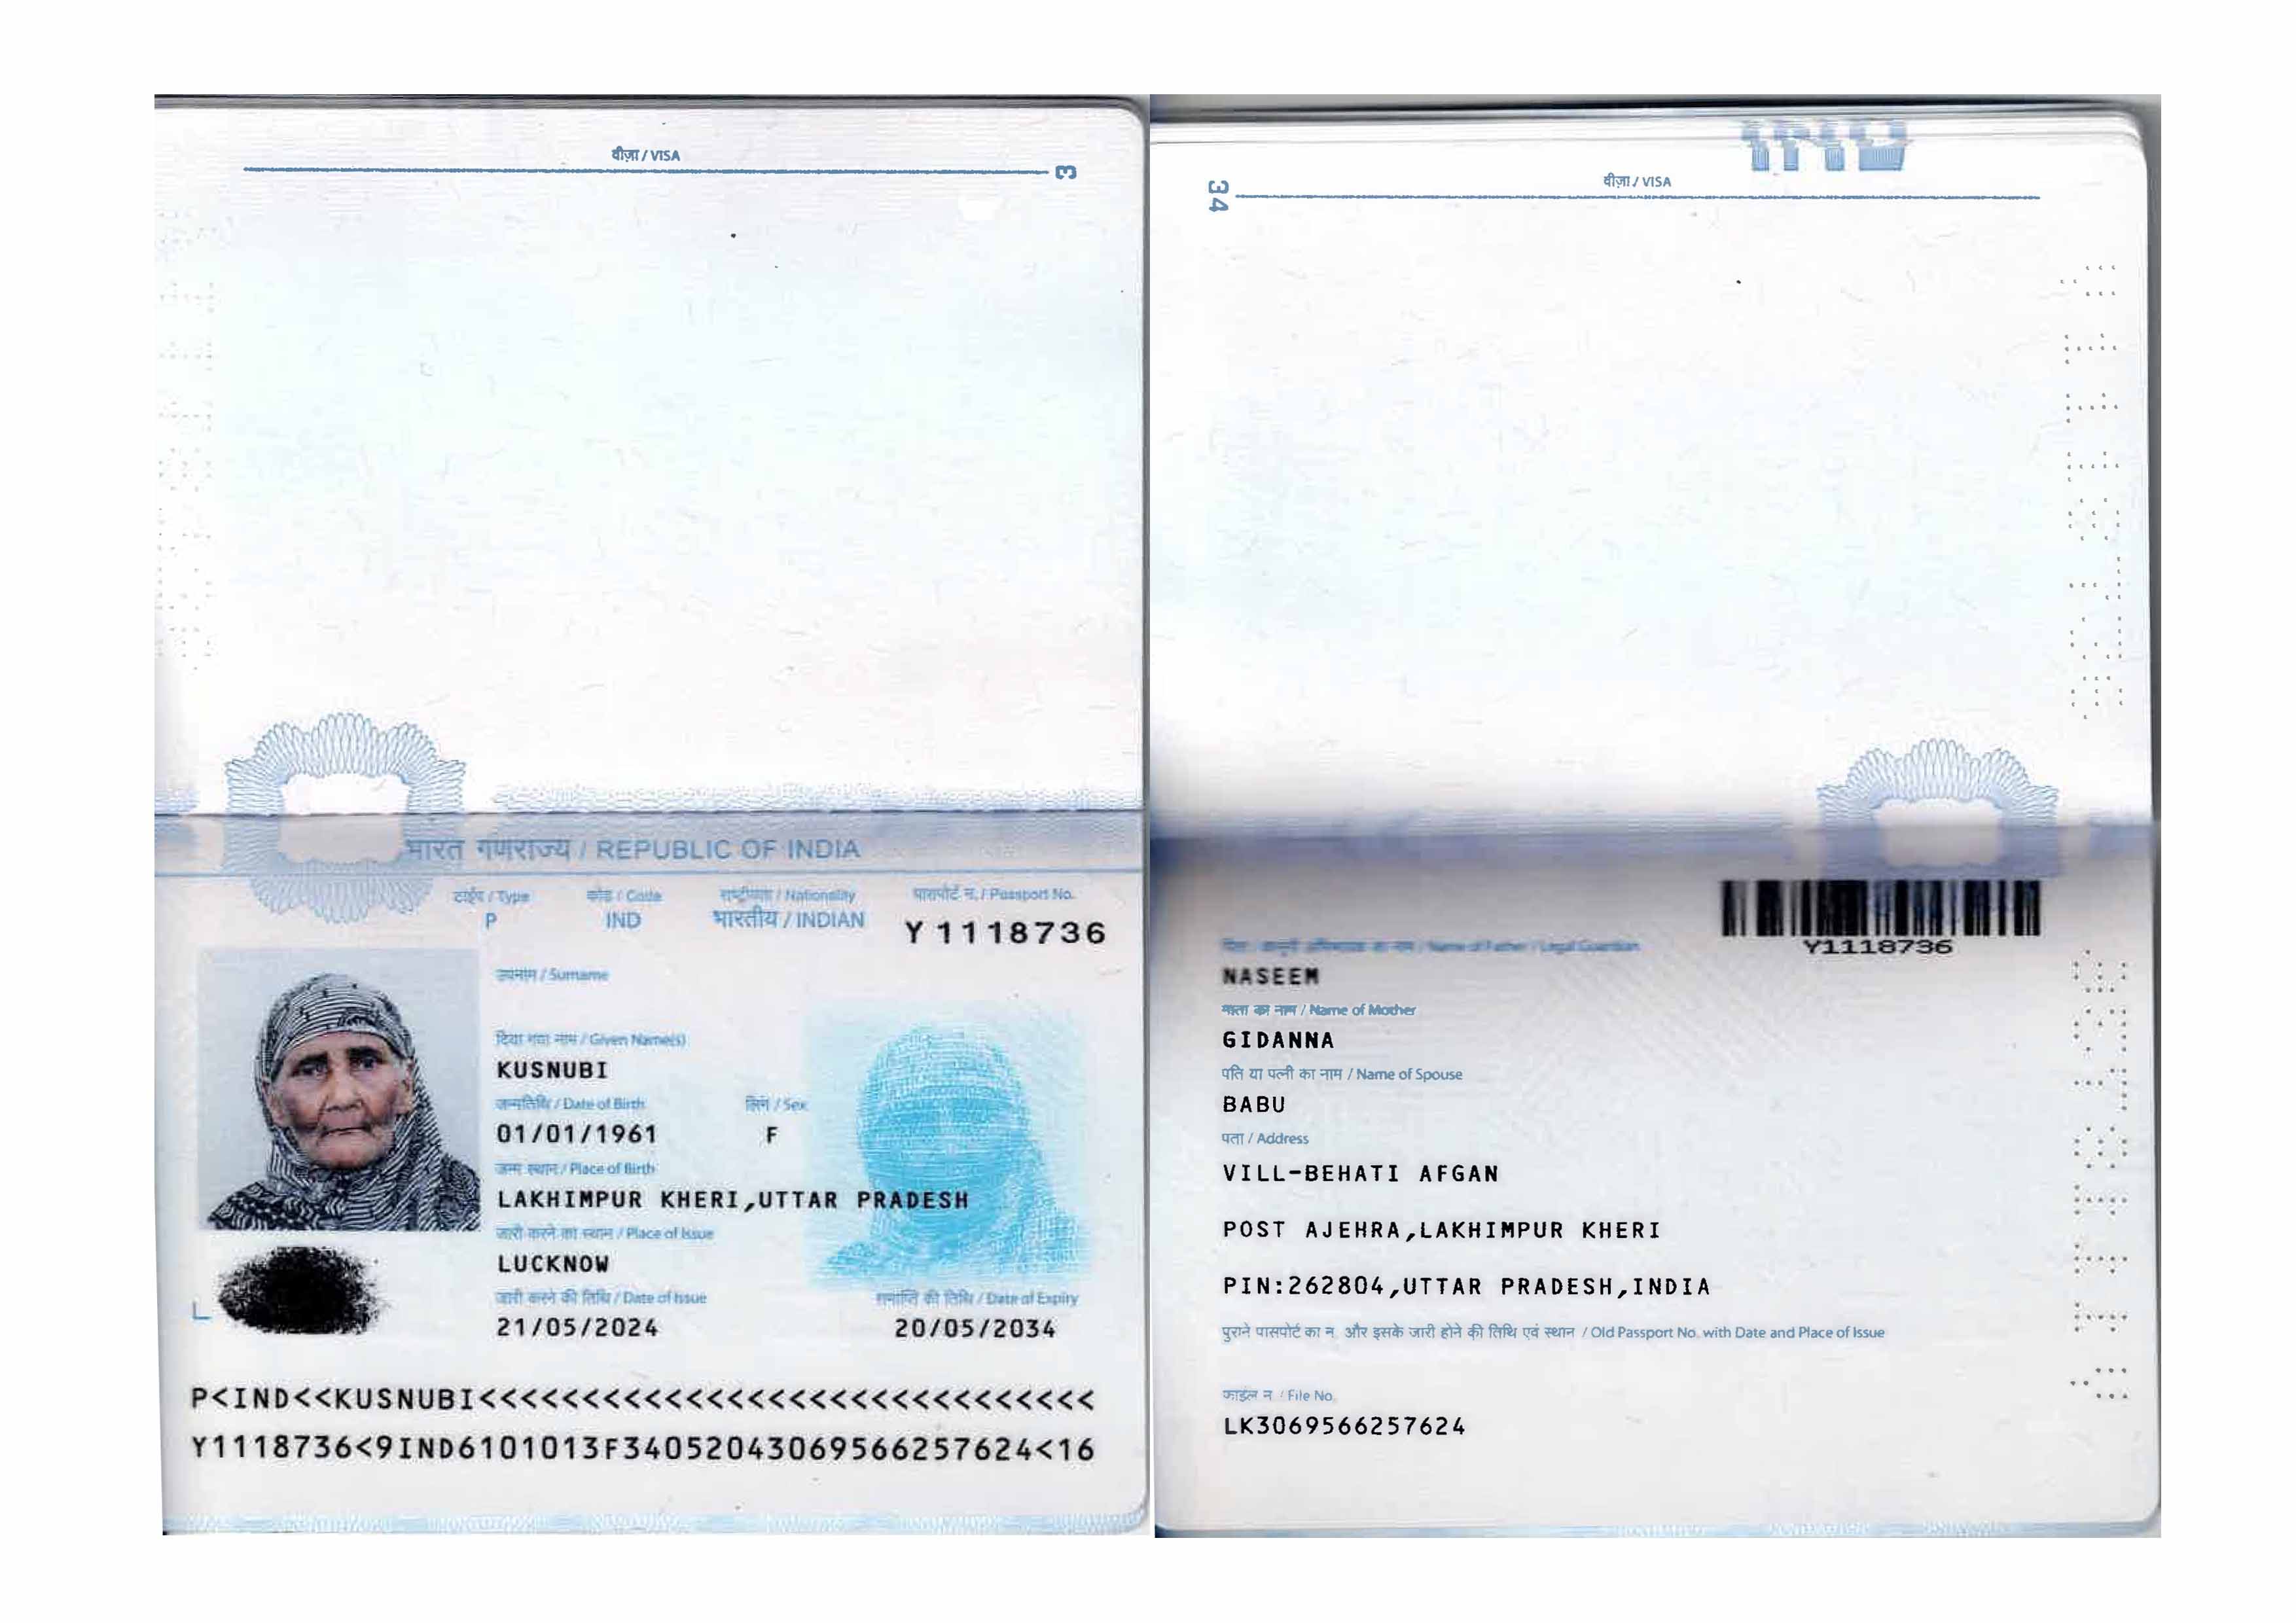 वीज़ा / VISA
3
भारत गणराज्य / REPUBLIC OF INDIA
टाईप / Type
कोड / Code
राष्ट्रीयता / Nationality
पासपोर्ट न. / Passport No.
P
IND
भारतीय / INDIAN
Y1118736
उपनाम / Surname
दिया गया नाम / Given Name(s)
KUSNUBI
जन्मतिथि / Date of Birth
लिंग / Sex
01/01/1961
F
जन्म स्थान / Place of Birth
LAKHIMPUR KHERI,UTTAR PRADESH
जारी करने का स्थान / Place of Issue
LUCKNOW
जारी करने की तिथि / Date of Issue
समाप्ति की तिथि / Date of Expiry
L
21/05/2024
20/05/2034
P<IND<<KUSNUBI<<<<<<<<<<<<<<<<<<<<<<<<<<<<<<
Y1118736<9IND6101013F34052043069566257624<16
IND
वीज़ा / VISA
34
Y1118736
पिता / कानूनी अभिभावक का नाम / Name of Father / Legal Guardian
NASEEM
माता का नाम / Name of Mother
GIDANNA
पति या पत्नी का नाम / Name of Spouse
BABU
पता / Address
VILL-BEHATI AFGAN
POST AJEHRA,LAKHIMPUR KHERI
PIN:262804,UTTAR PRADESH,INDIA
पुराने पासपोर्ट का न. और इसके जारी होने की तिथि एवं स्थान / Old Passport No. with Date and Place of Issue
फाईल न. / File No.
LK3069566257624